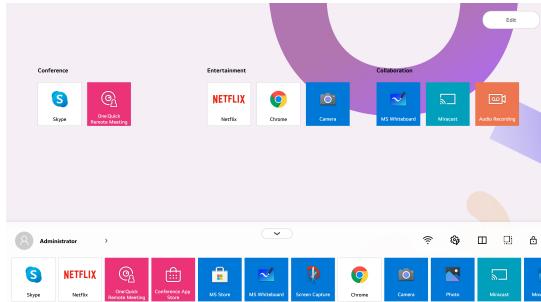 Edit
Conference
Entertainment
Collaboration
S
NETFLIX
Skype
One:Quick
Remote Meeting
Netflix
Chrome
Camera
MS Whiteboard
Miracast
Audio Recording
Administrator
S
NETFLIX
Skype
Netflix
One:Quick
Remote Meeting
Conference App
Store
MS Store
MS Whiteboard
Screen Capture
Chrome
Camera
Photo
Miracast